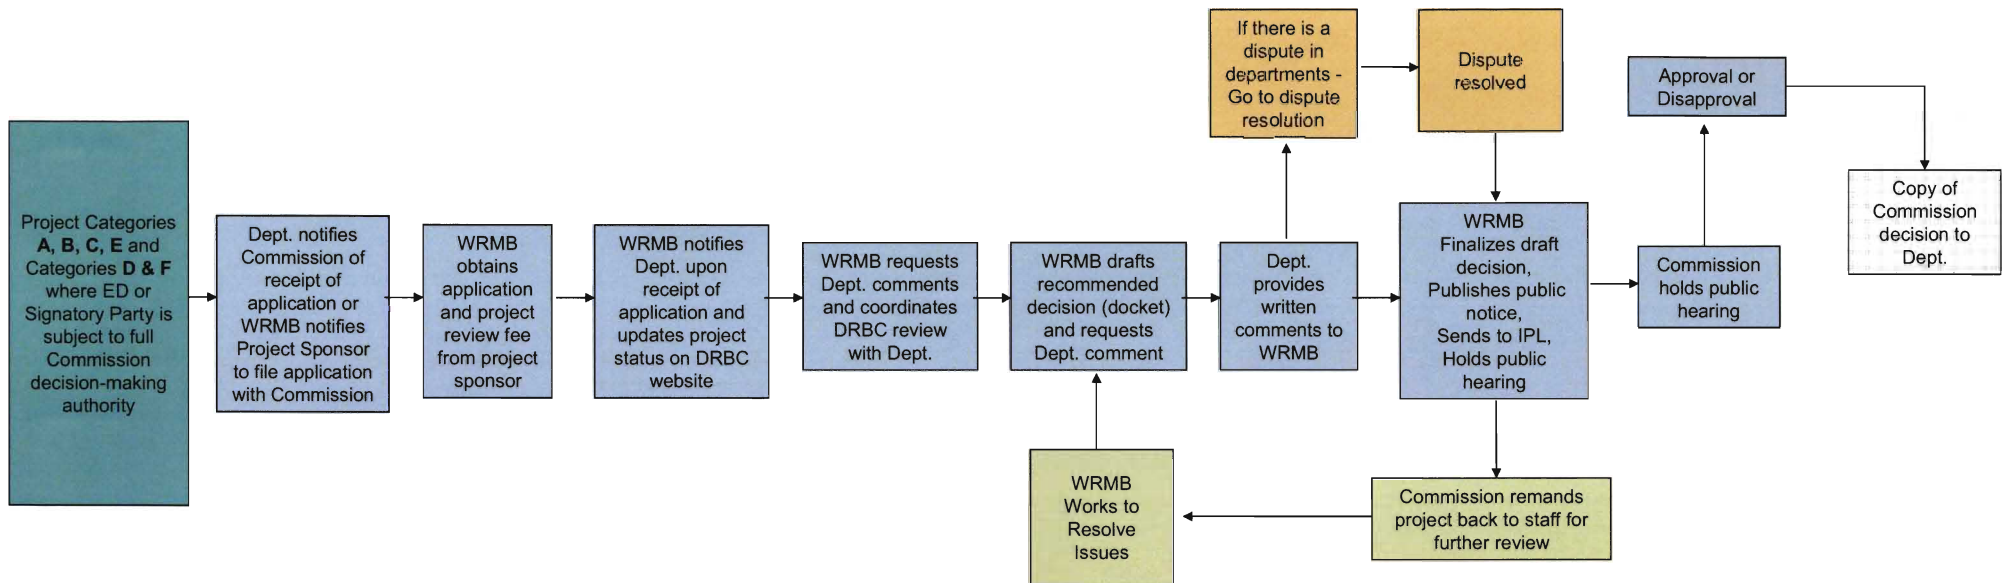 Project Categories
A, B, C, E and
Categories D & F
where ED or
Signatory Party is
subject to full
Commission
decision-making
authority
Dept. notifies
Commission of
receipt of
application or
WRMB notifies
Project Sponsor
to file application
with Commission
WRMB
obtains
application
and project
review fee
from project
sponsor
WRMB notifies
Dept. upon
receipt of
application and
updates project
status on DRBC
website
WRMB requests
Dept. comments
and coordinates
DRBC review
with Dept.
WRMB drafts
recommended
decision (docket)
and requests
Dept. comment
Dept.
provides
written
comments to
WRMB
If there is a
dispute in
departments -
Go to dispute
resolution
Dispute
resolved
WRMB
Finalizes draft
decision,
Publishes public
notice,
Sends to IPL,
Holds public
hearing
Commission
holds public
hearing
Approval or
Disapproval
Copy of
Commission
decision to
Dept.
Commission remands
project back to staff for
further review
WRMB
Works to
Resolve
Issues